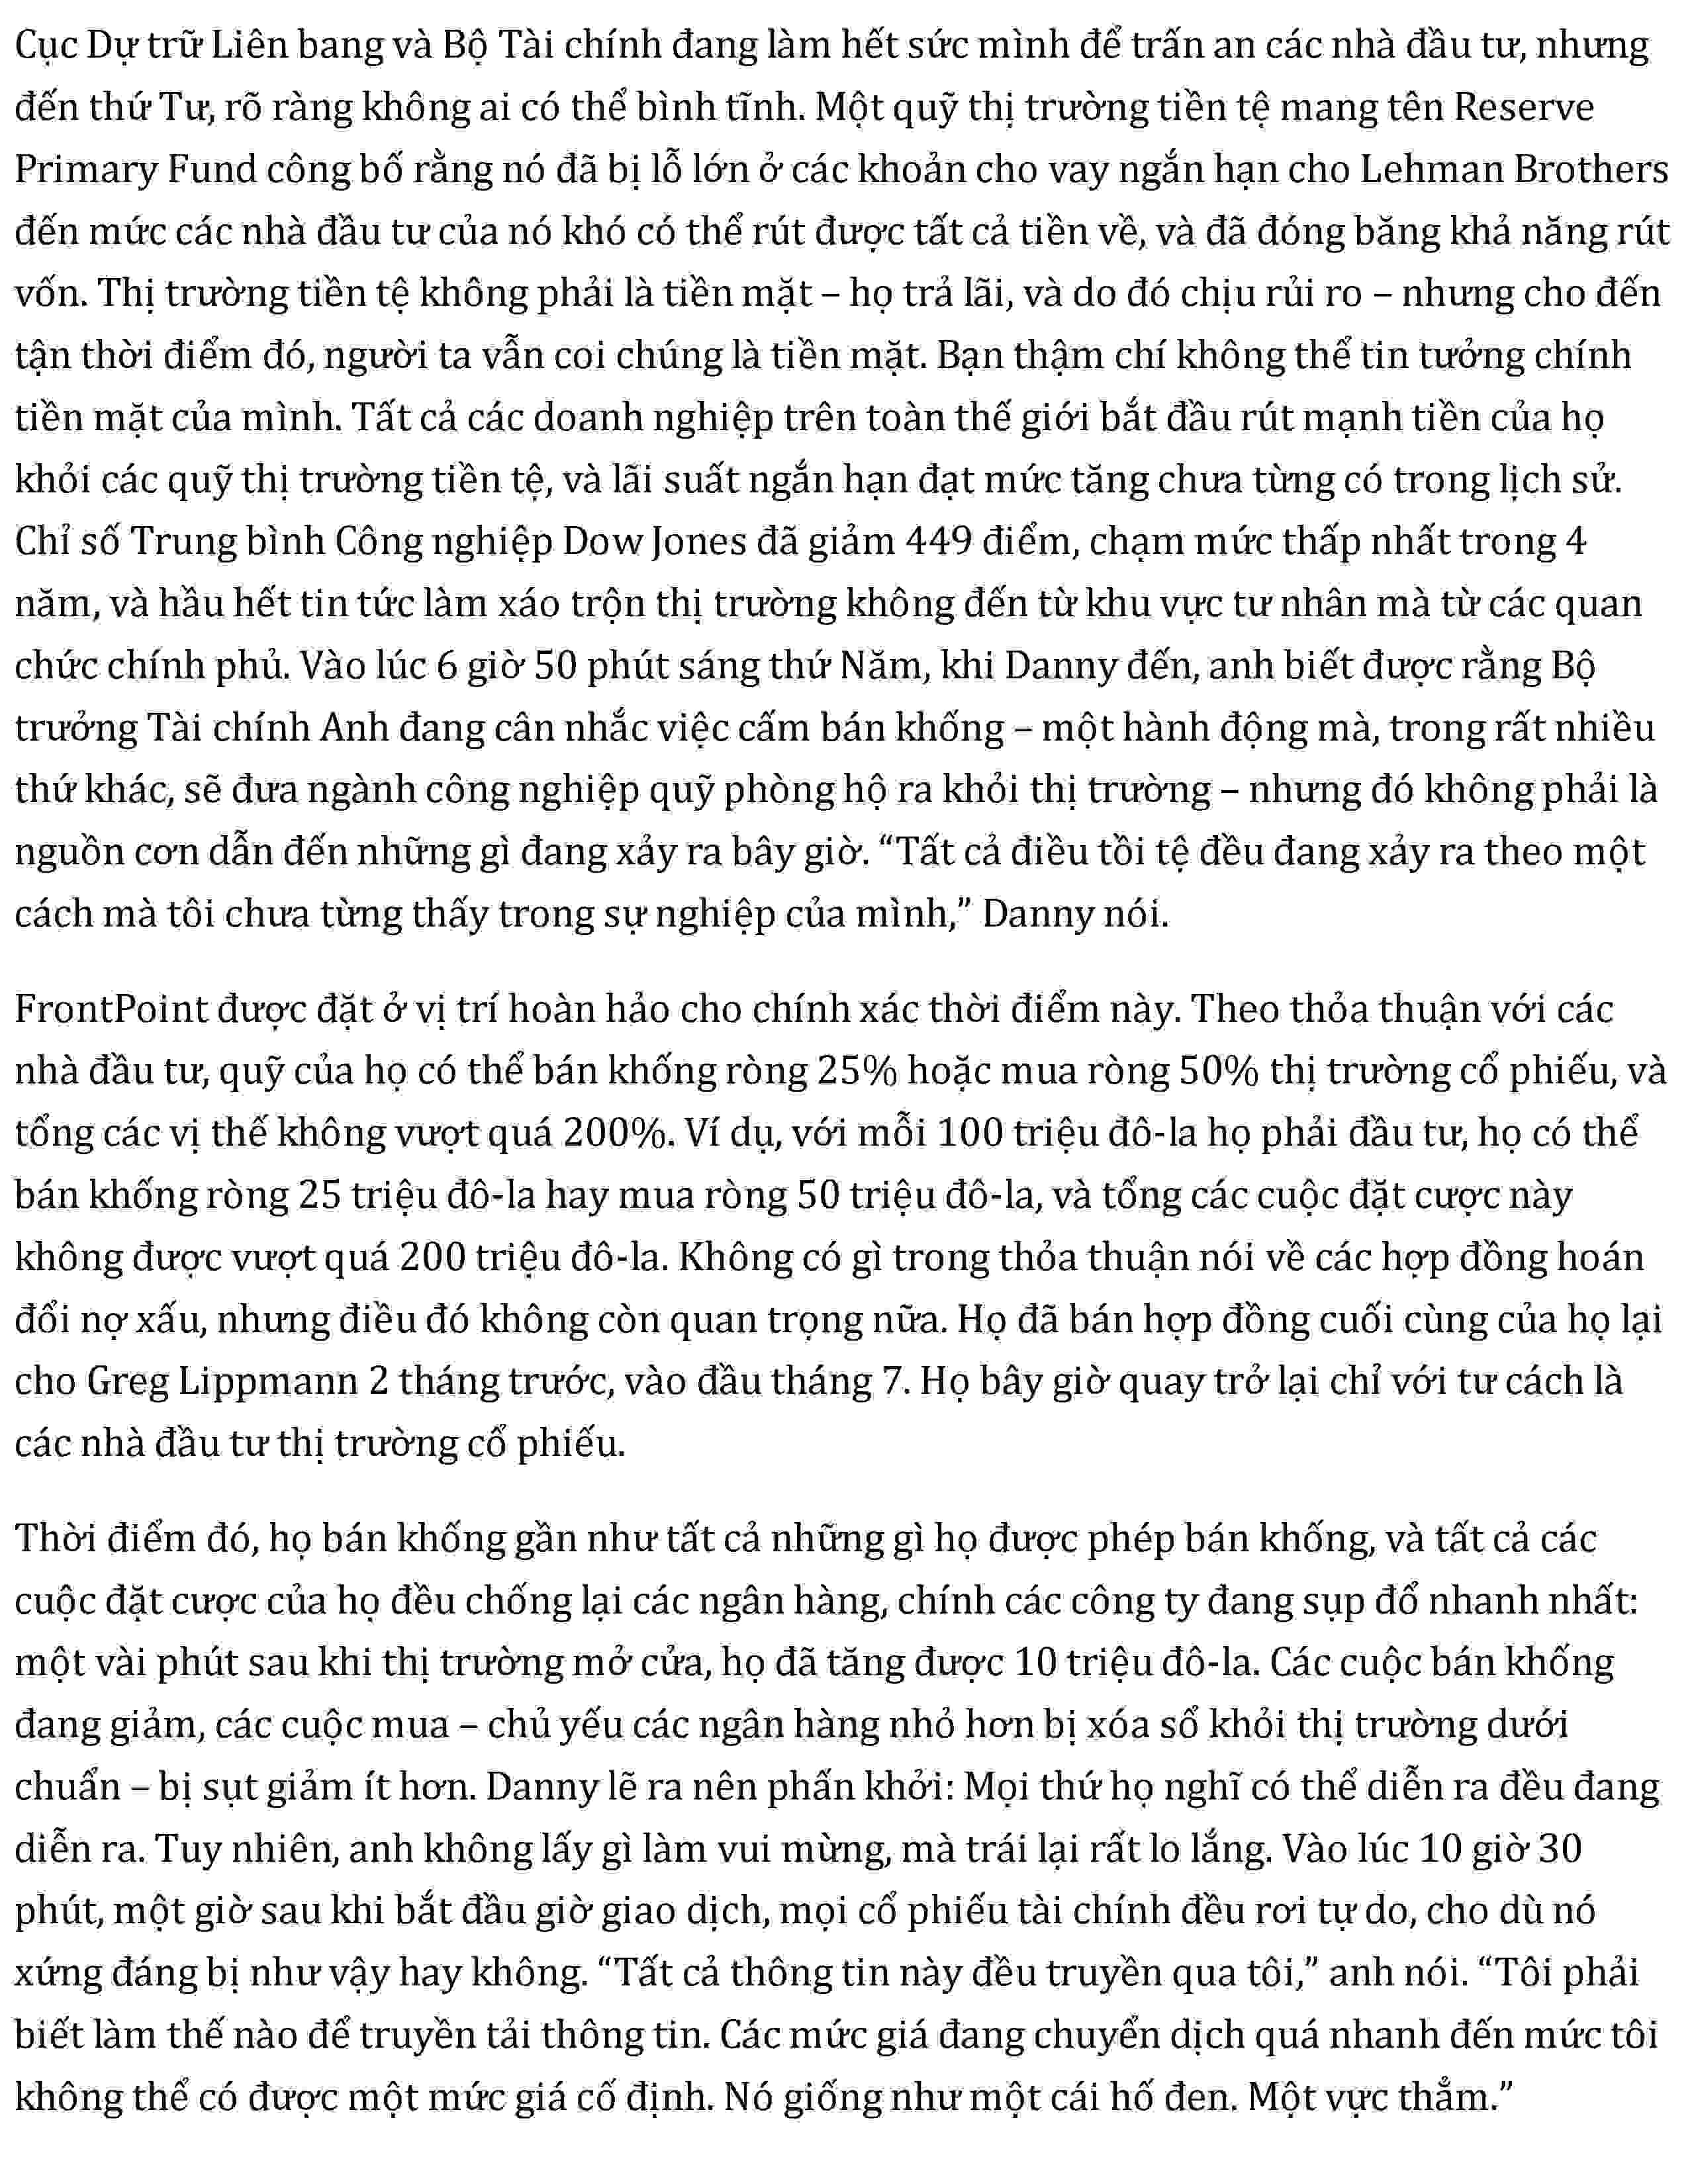 Cục Dự trữ Liên bang và Bộ Tài chính đang làm hết sức mình để trấn an các nhà đầu tư, nhưng
đến thứ Tư, rõ ràng không ai có thể bình tĩnh. Một quỹ thị trường tiền tệ mang tên Reserve
Primary Fund công bố rằng nó đã bị lỗ lớn ở các khoản cho vay ngắn hạn cho Lehman Brothers
đến mức các nhà đầu tư của nó khó có thể rút được tất cả tiền về, và đã đóng băng khả năng rút
vốn. Thị trường tiền tệ không phải là tiền mặt – họ trả lãi, và do đó chịu rủi ro – nhưng cho đến
tận thời điểm đó, người ta vẫn coi chúng là tiền mặt. Bạn thậm chí không thể tin tưởng chính
tiền mặt của mình. Tất cả các doanh nghiệp trên toàn thế giới bắt đầu rút mạnh tiền của họ
khỏi các quỹ thị trường tiền tệ, và lãi suất ngắn hạn đạt mức tăng chưa từng có trong lịch sử.
Chỉ số Trung bình Công nghiệp Dow Jones đã giảm 449 điểm, chạm mức thấp nhất trong 4
năm, và hầu hết tin tức làm xáo trộn thị trường không đến từ khu vực tư nhân mà từ các quan
chức chính phủ. Vào lúc 6 giờ 50 phút sáng thứ Năm, khi Danny đến, anh biết được rằng Bộ
trưởng Tài chính Anh đang cân nhắc việc cấm bán khống – một hành động mà, trong rất nhiều
thứ khác, sẽ đưa ngành công nghiệp quỹ phòng hộ ra khỏi thị trường – nhưng đó không phải là
nguồn cơn dẫn đến những gì đang xảy ra bây giờ. “Tất cả điều tồi tệ đều đang xảy ra theo một
cách mà tôi chưa từng thấy trong sự nghiệp của mình,” Danny nói.
FrontPoint được đặt ở vị trí hoàn hảo cho chính xác thời điểm này. Theo thỏa thuận với các
nhà đầu tư, quỹ của họ có thể bán khống ròng 25% hoặc mua ròng 50% thị trường cổ phiếu, và
tổng các vị thế không vượt quá 200%. Ví dụ, với mỗi 100 triệu đô-la họ phải đầu tư, họ có thể
bán khống ròng 25 triệu đô-la hay mua ròng 50 triệu đô-la, và tổng các cuộc đặt cược này
không được vượt quá 200 triệu đô-la. Không có gì trong thỏa thuận nói về các hợp đồng hoán
đổi nợ xấu, nhưng điều đó không còn quan trọng nữa. Họ đã bán hợp đồng cuối cùng của họ lại
cho Greg Lippmann 2 tháng trước, vào đầu tháng 7. Họ bây giờ quay trở lại chỉ với tư cách là
các nhà đầu tư thị trường cổ phiếu.
Thời điểm đó, họ bán khống gần như tất cả những gì họ được phép bán khống, và tất cả các
cuộc đặt cược của họ đều chống lại các ngân hàng, chính các công ty đang sụp đổ nhanh nhất:
một vài phút sau khi thị trường mở cửa, họ đã tăng được 10 triệu đô-la. Các cuộc bán khống
đang giảm, các cuộc mua – chủ yếu các ngân hàng nhỏ hơn bị xóa sổ khỏi thị trường dưới
chuẩn – bị sụt giảm ít hơn. Danny lẽ ra nên phấn khởi: Mọi thứ họ nghĩ có thể diễn ra đều đang
diễn ra. Tuy nhiên, anh không lấy gì làm vui mừng, mà trái lại rất lo lắng. Vào lúc 10 giờ 30
phút, một giờ sau khi bắt đầu giờ giao dịch, mọi cổ phiếu tài chính đều rơi tự do, cho dù nó
xứng đáng bị như vậy hay không. “Tất cả thông tin này đều truyền qua tôi,” anh nói. “Tôi phải
biết làm thế nào để truyền tải thông tin. Các mức giá đang chuyển dịch quá nhanh đến mức tôi
không thể có được một mức giá cố định. Nó giống như một cái hố đen. Một vực thẳm.”